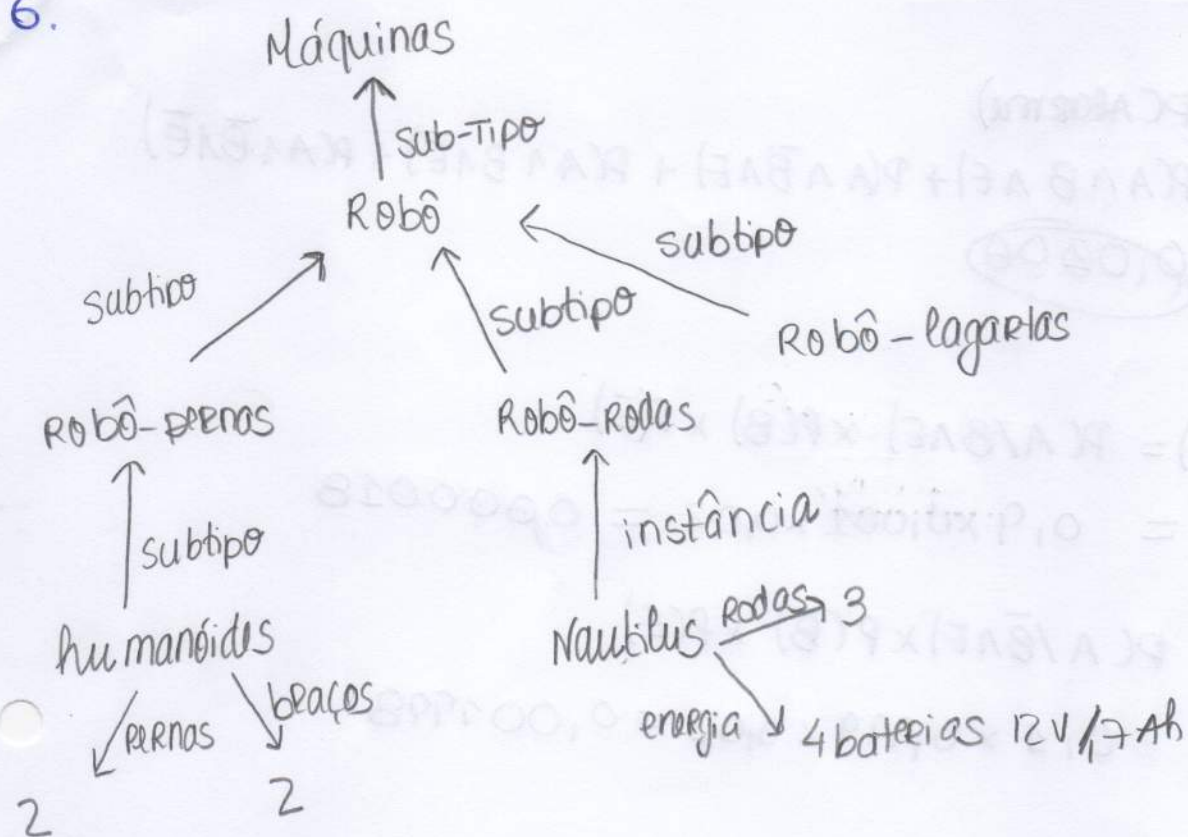 6.
Máquinas
sub-Tipo
Robô
subtipo
subtipo
subtipo
Robô-lagartas
Robô-pernas
Robô-Rodas
subtipo
instância
humanóides
Nautilus Rodas 3
pernas
braços
energia 4 baterias 12V/7Ah
2
2